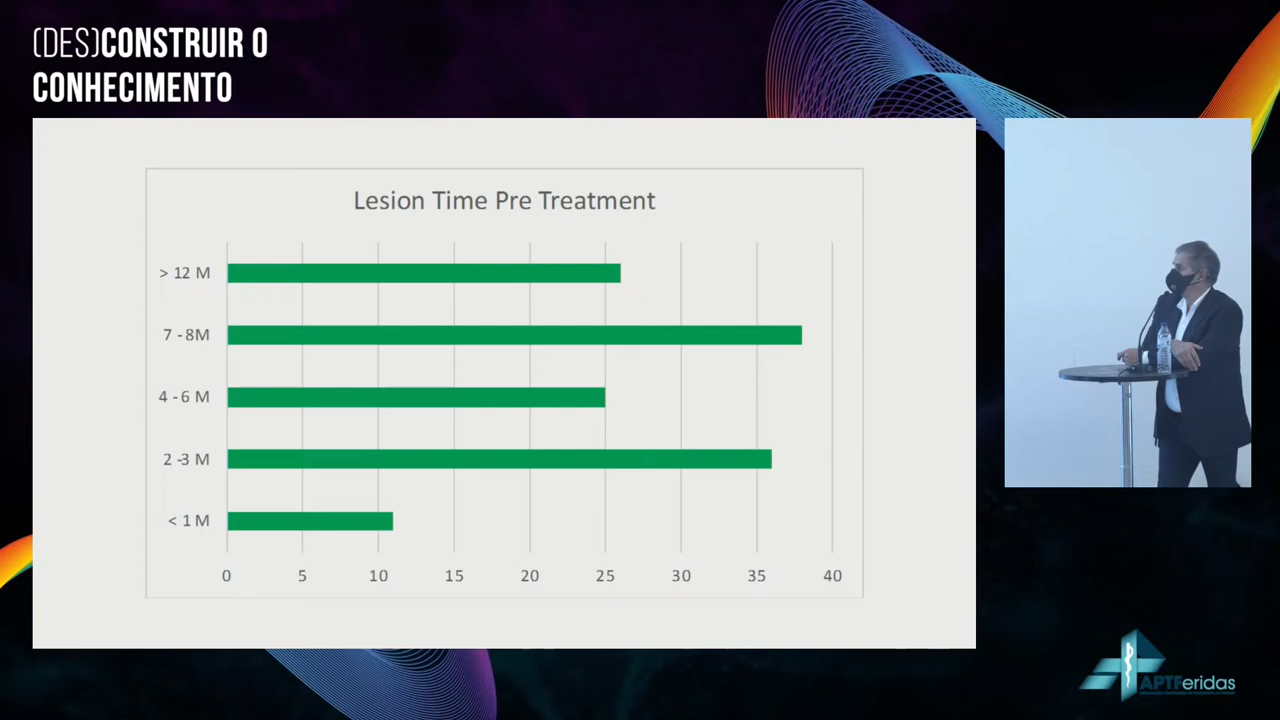 (DES)CONSTRUIR O
CONHECIMENTO
Lesion Time Pre Treatment
> 12 M
7 - 8M
4 - 6 M
2 -3 M
< 1 M
0 5 10 15 20 25 30 35 40
APTFeridas